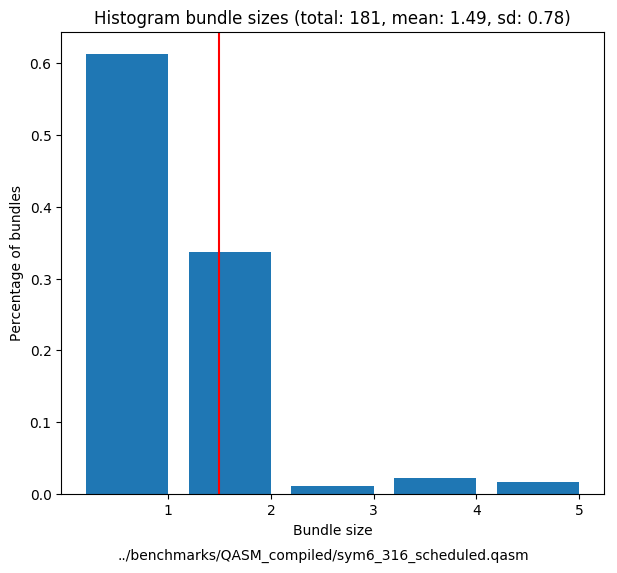 Histogram bundle sizes (total: 181, mean: 1.49, sd: 0.78)
Percentage of bundles
0.6
0.5
0.4
0.3
0.2
0.1
0.0
1 2 3 4 5
Bundle size
../benchmarks/QASM_compiled/sym6_316_scheduled.qasm